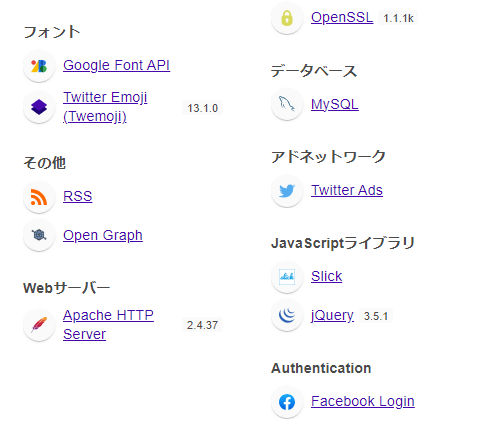 フォント
Google Font API
Twitter Emoji
(Twemoji)
13.1.0
その他
RSS
Open Graph
Webサーバー
Apache HTTP
Server
2.4.37
OpenSSL 1.1.1k
データベース
MySQL
アドネットワーク
Twitter Ads
JavaScriptライブラリ
Slick
jQuery 3.5.1
Authentication
Facebook Login